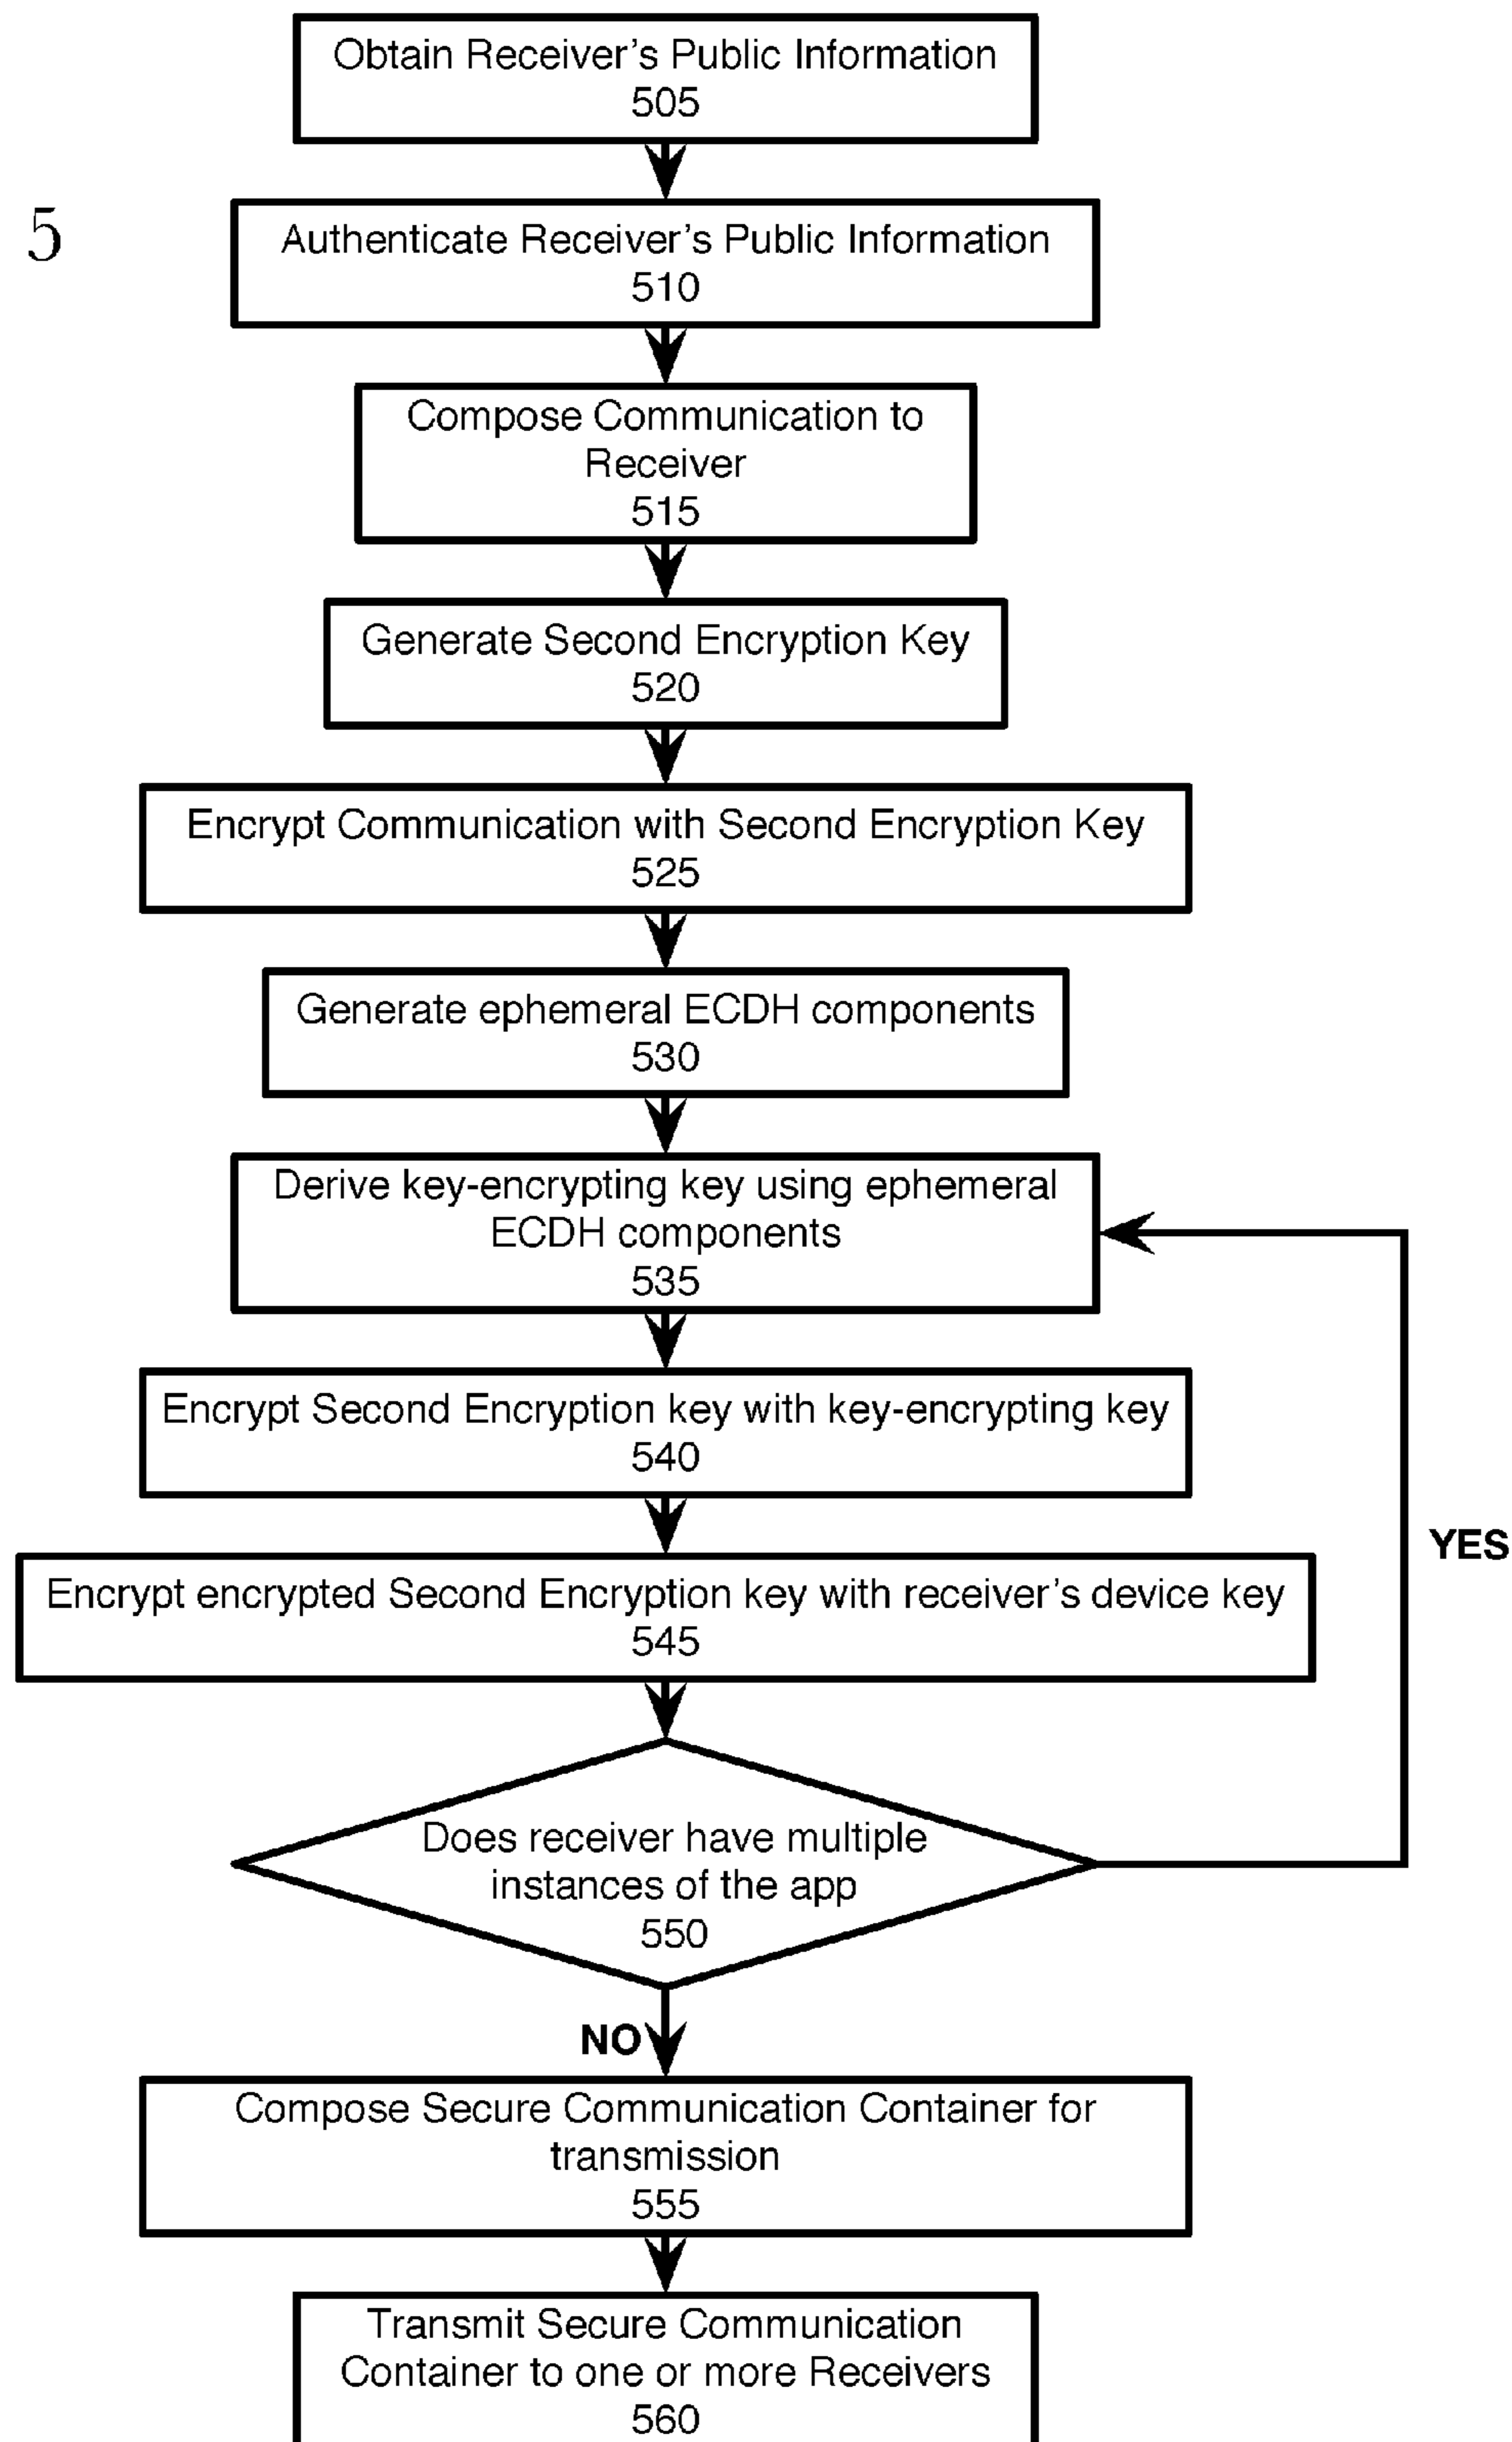 Obtain Receiver's Public Information
505
5
Authenticate Receiver's Public Information
510
Compose Communication to
Receiver
515
Generate Second Encryption Key
520
Encrypt Communication with Second Encryption Key
525
Generate ephemeral ECDH components
530
Derive key-encrypting key using ephemeral
ECDH components
535
Encrypt Second Encryption key with key-encrypting key
540
YES
Encrypt encrypted Second Encryption key with receiver's device key
545
Does receiver have multiple
instances of the app
550
NO
Compose Secure Communication Container for
transmission
555
Transmit Secure Communication
Container to one or more Receivers
560